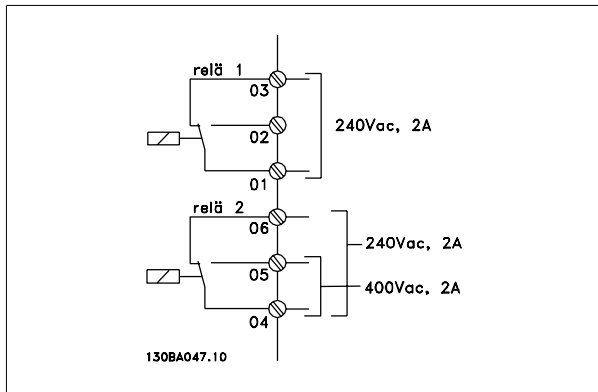 relä 1
03
02
240Vac, 2A
01
relä 2
06
240Vac, 2A
05
400Vac, 2A
04
130BA047.10